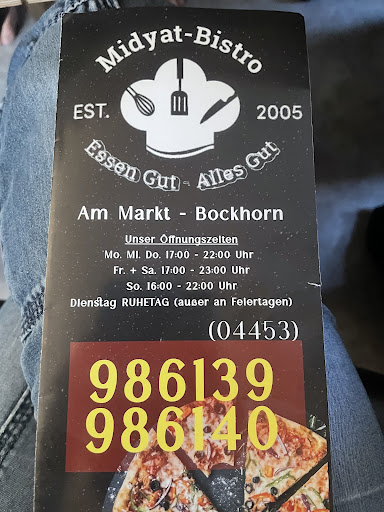 Midyat-Bistro
EST. 2005
Essen Gut - Alles Gut
Am Markt - Bockhorn
Unser Öffnungszeiten
Mo. Mi. Do. 17:00 - 22:00 Uhr
Fr. + Sa. 17:00 - 23:00 Uhr
So. 16:00 - 22:00 Uhr
Dienstag RUHETAG (außer an Feiertagen)
(04453)
986139
986140